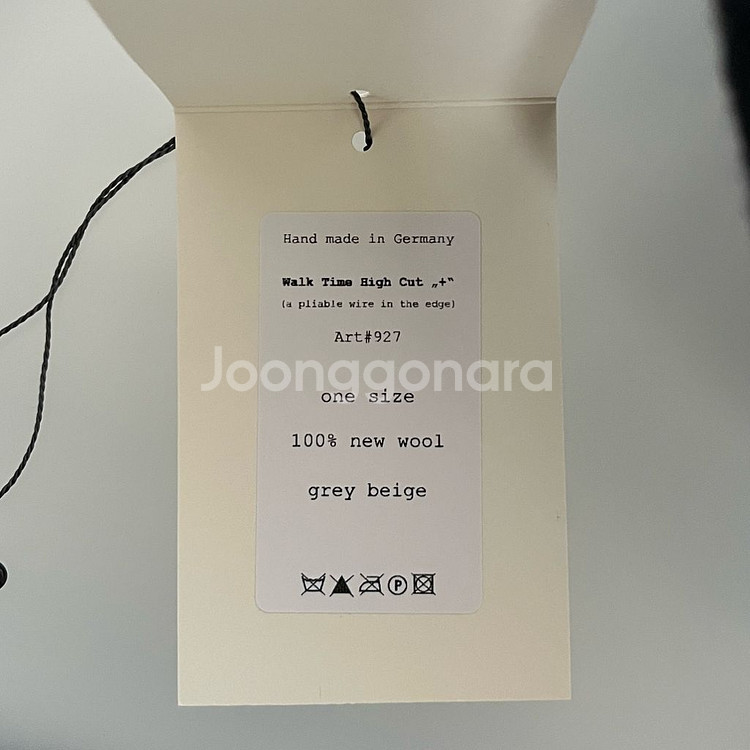 Hand made in Germany
Walk Time High Cut „+“
(a pliable wire in the edge)
Art#927
Joonggonara
one size
100% new wool
grey beige
P